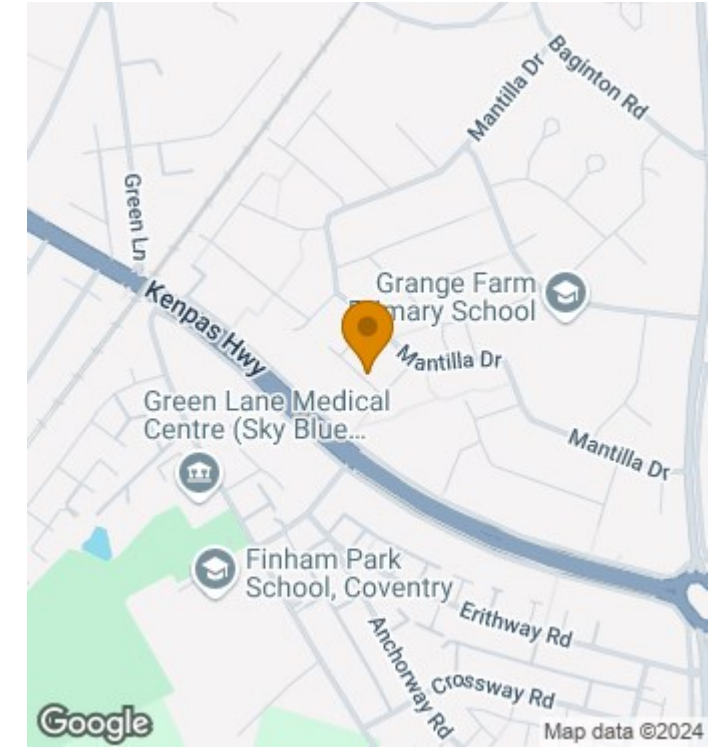 Mantilla Dr
Baginton Rd
Green Ln
Grange Farm
Primary School
Kenpas Hwy
Mantilla Dr
Green Lane Medical
Centre (Sky Blue...
Mantilla Dr
Finham Park
School, Coventry
Erithway Rd
Anchorway Rd
Crossway Rd
Google
Map data ©2024